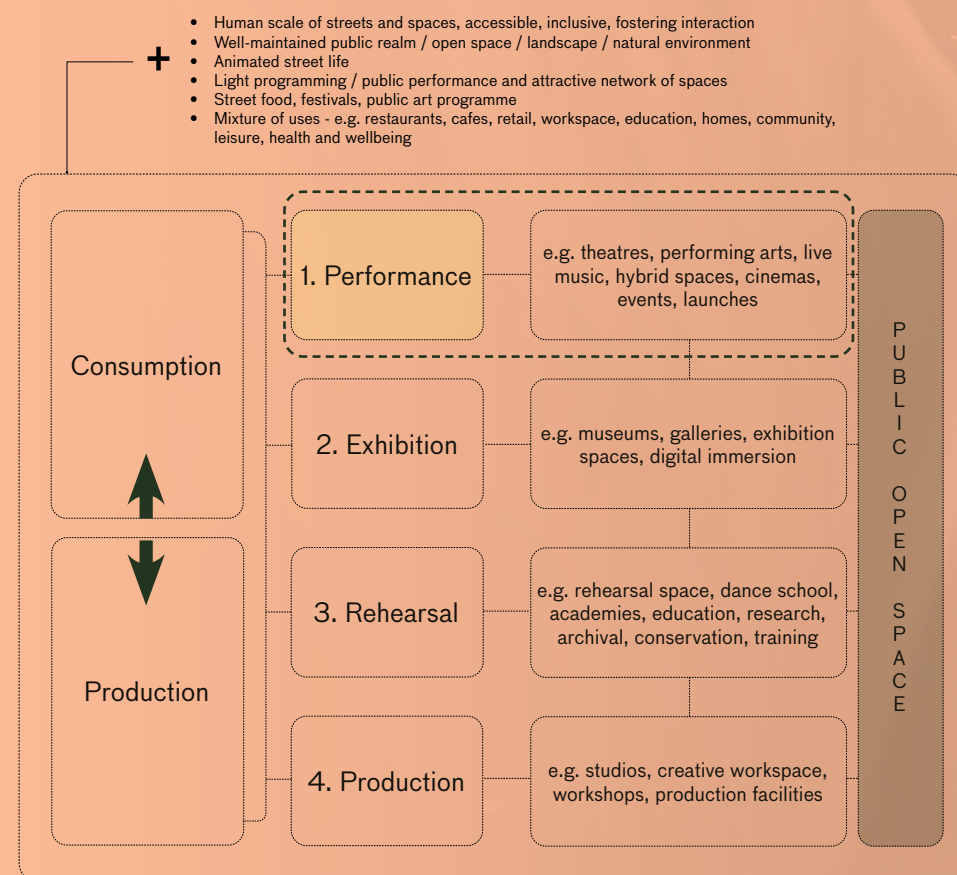 • Human scale of streets and spaces, accessible, inclusive, fostering interaction
• Well-maintained public realm / open space / landscape / natural environment
• Animated street life
• Light programming / public performance and attractive network of spaces
• Street food, festivals, public art programme
• Mixture of uses - e.g. restaurants, cafes, retail, workspace, education, homes, community,
leisure, health and wellbeing
+
Consumption
Production
1. Performance
e.g. theatres, performing arts, live
music, hybrid spaces, cinemas,
events, launches
2. Exhibition
e.g. museums, galleries, exhibition
spaces, digital immersion
3. Rehearsal
e.g. rehearsal space, dance school,
academies, education, research,
archival, conservation, training
4. Production
e.g. studios, creative workspace,
workshops, production facilities
PUBLIC OPEN SPACE